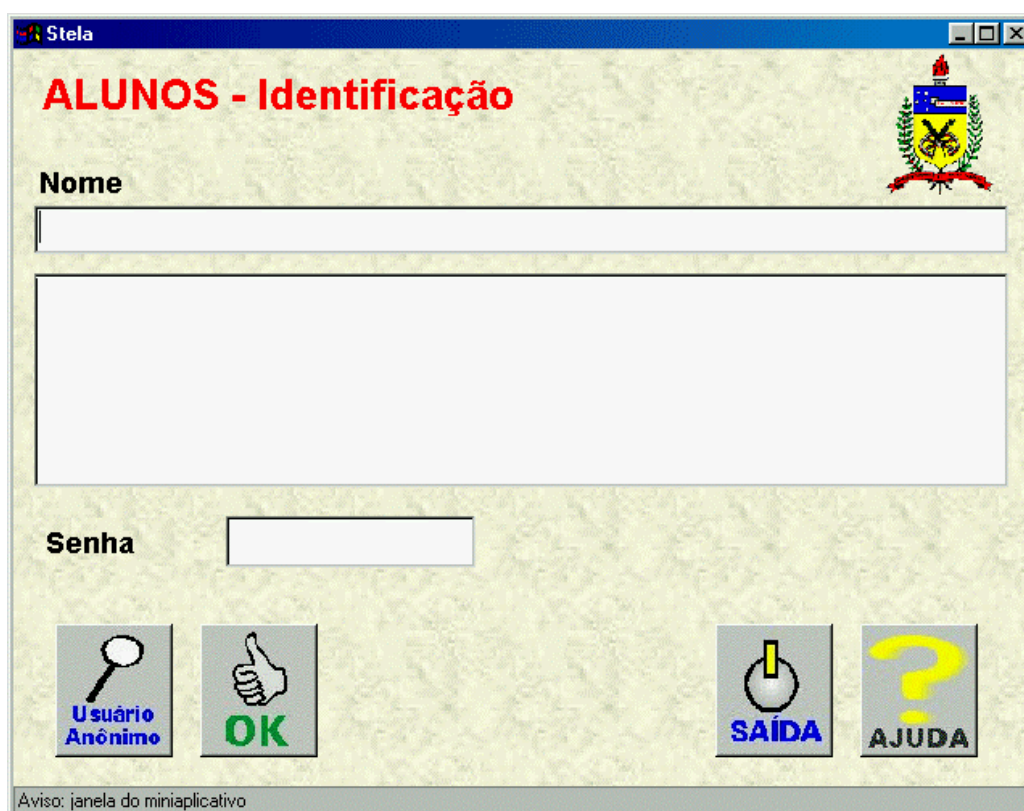 Stela
ALUNOS - Identificação
Nome
Senha
Usuário
Anônimo
OK
SAÍDA
AJUDA
Aviso: janela do miniaplicativo